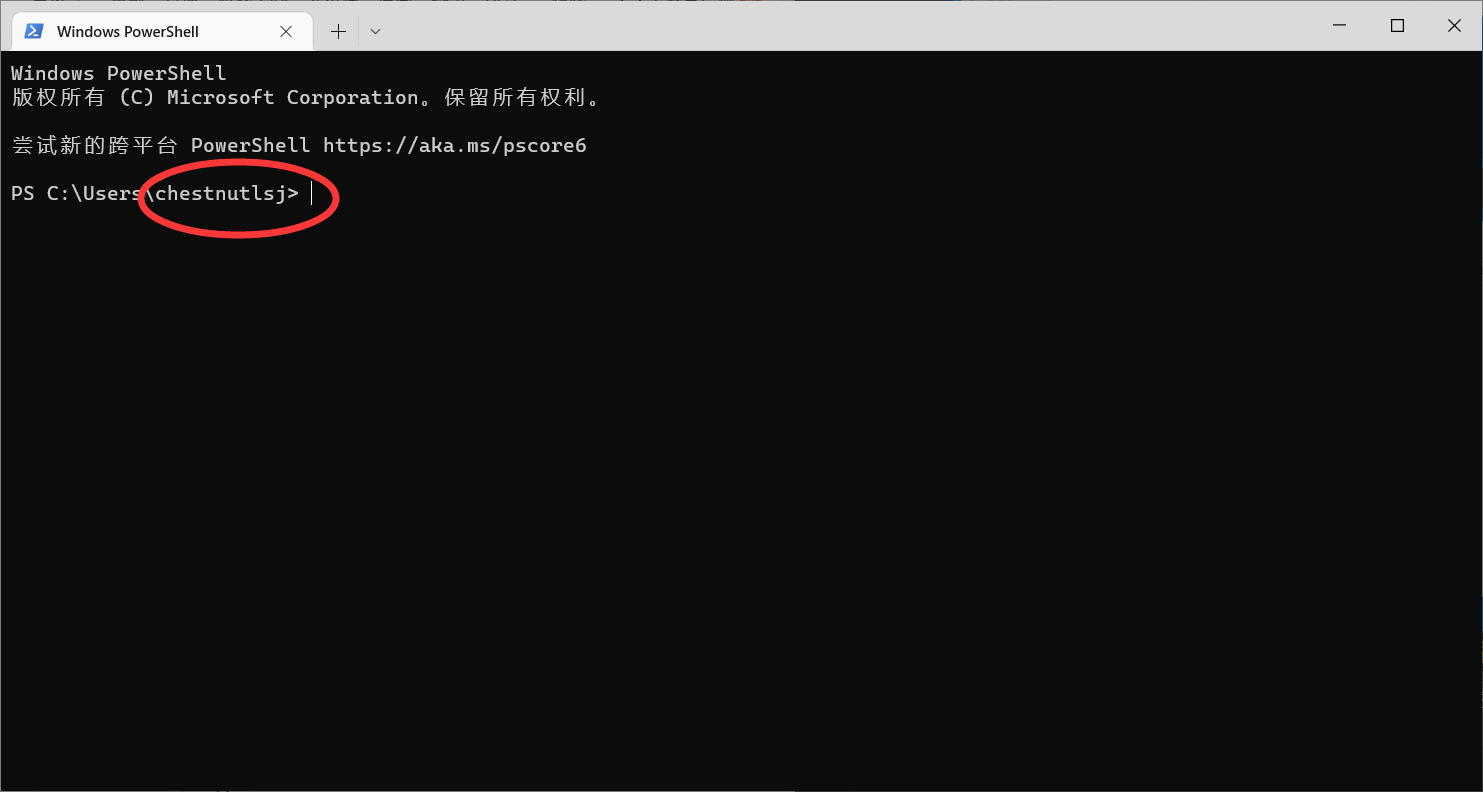 Windows PowerShell
Windows PowerShell
版权所有 (C) Microsoft Corporation。保留所有权利。
尝试新的跨平台 PowerShell https://aka.ms/pscore6
PS C:\Users\chestnutlsj>